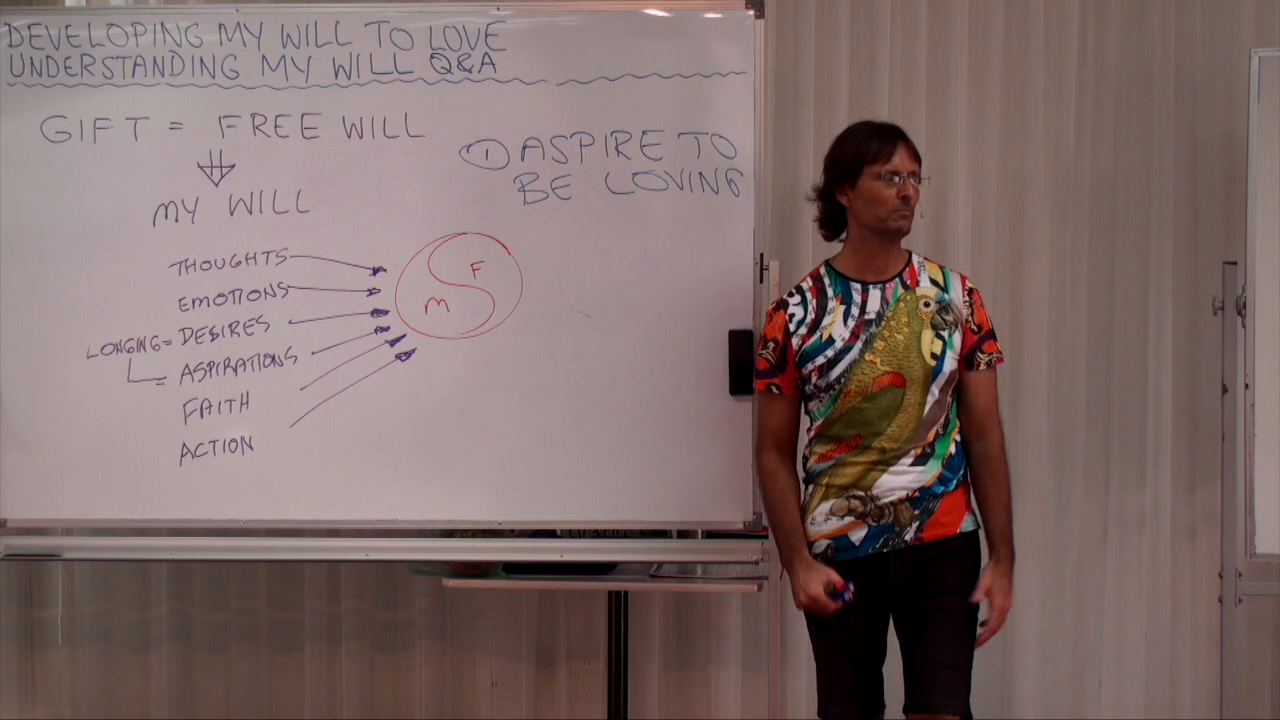 DEVELOPING MY WILL TO LOVE
UNDERSTANDING MY WILL Q&A
GIFT = FREE WILL
MY WILL
THOUGHTS
EMOTIONS
LONGING = DESIRES
= ASPIRATIONS
FAITH
ACTION
F
M
① ASPIRE TO
BE LOVING